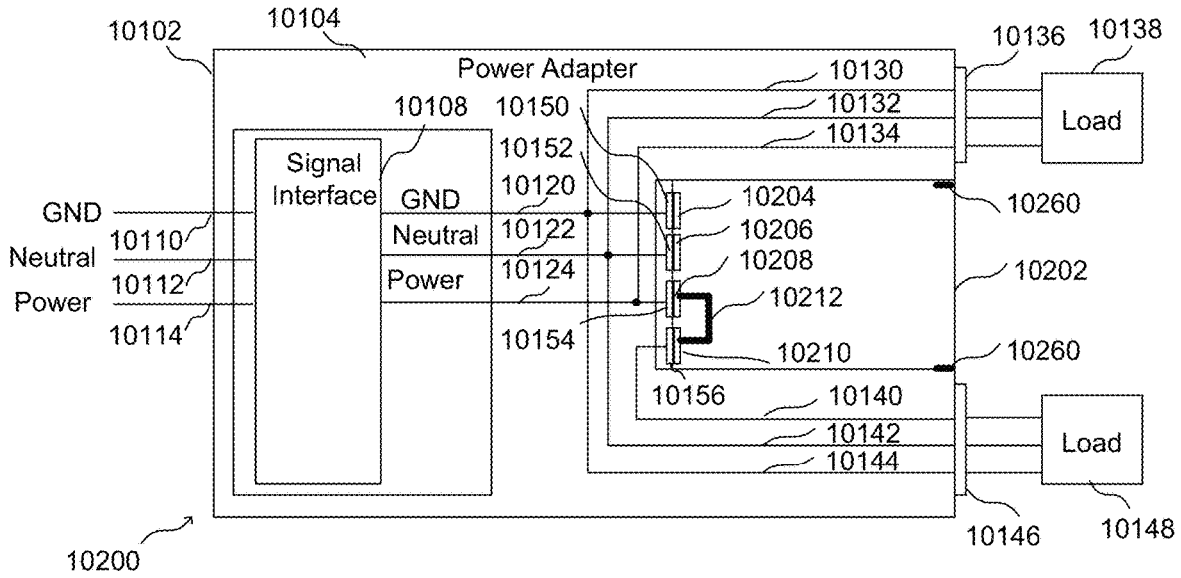 10104
10102
10136
10138
Power Adapter
10130
10108
10150
10132
10134
Load
10152
Signal
Interface
10120
GND
10204
GND
10260
10110
Neutral
10122
10206
Neutral
10124
10208
10202
10112
Power
10212
Power
10114
10154
10210
10260
10156
10140
10142
Load
10144
10146
10148
10200